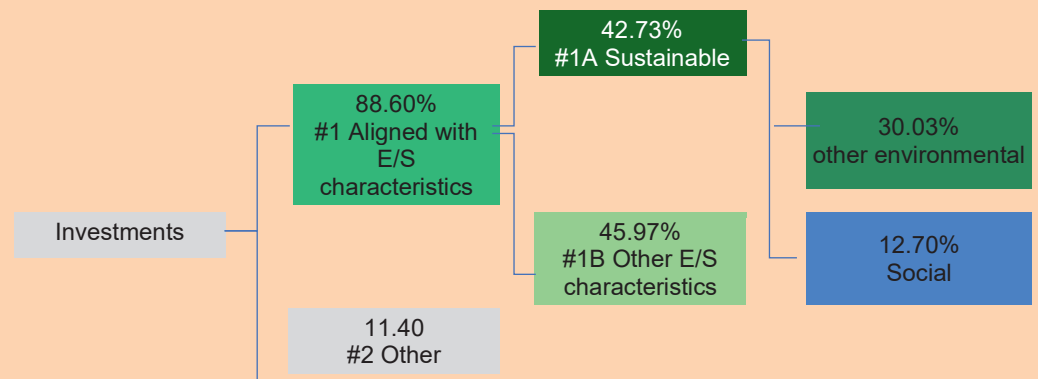 Investments
88.60%
#1 Aligned with
E/S
characteristics
11.40
#2 Other
42.73%
#1A Sustainable
45.97%
#1B Other E/S
characteristics
30.03%
other environmental
12.70%
Social